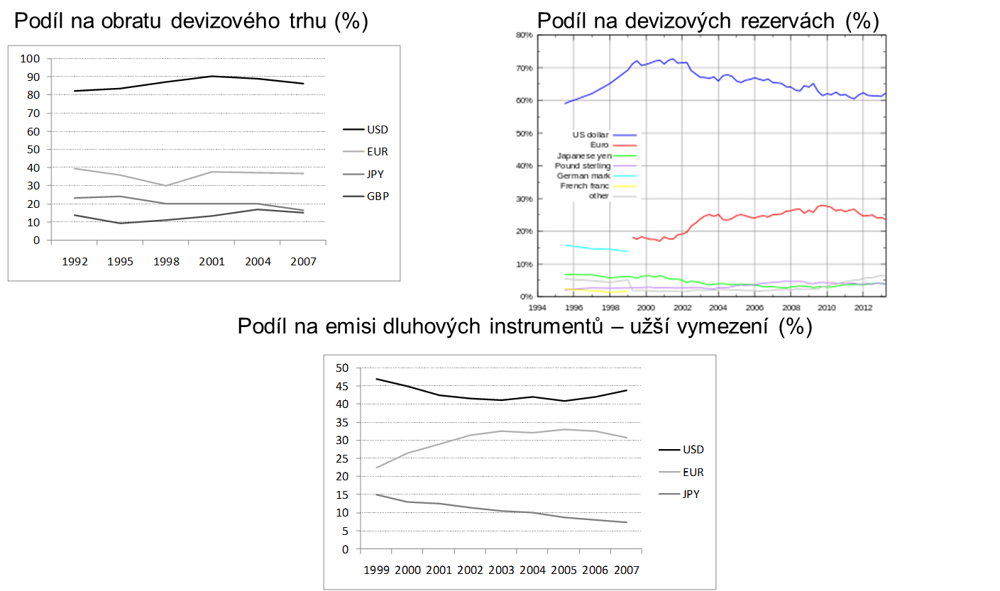 Podíl na obratu devizového trhu (%)
100
90
80
70
60
50
40
30
20
10
0
1992 1995 1998 2001 2004 2007
USD
EUR
JPY
GBP
Podíl na devizových rezervách (%)
80%
70%
60%
50%
40%
30%
20%
10%
0%
US dollar
Euro
Japanese yen
Pound sterling
German mark
French franc
other
1994 1996 1998 2000 2002 2004 2006 2008 2010 2012
Podíl na emisi dluhových instrumentů – užší vymezení (%)
50
45
40
35
30
25
20
15
10
5
0
1999 2000 2001 2002 2003 2004 2005 2006 2007
USD
EUR
JPY